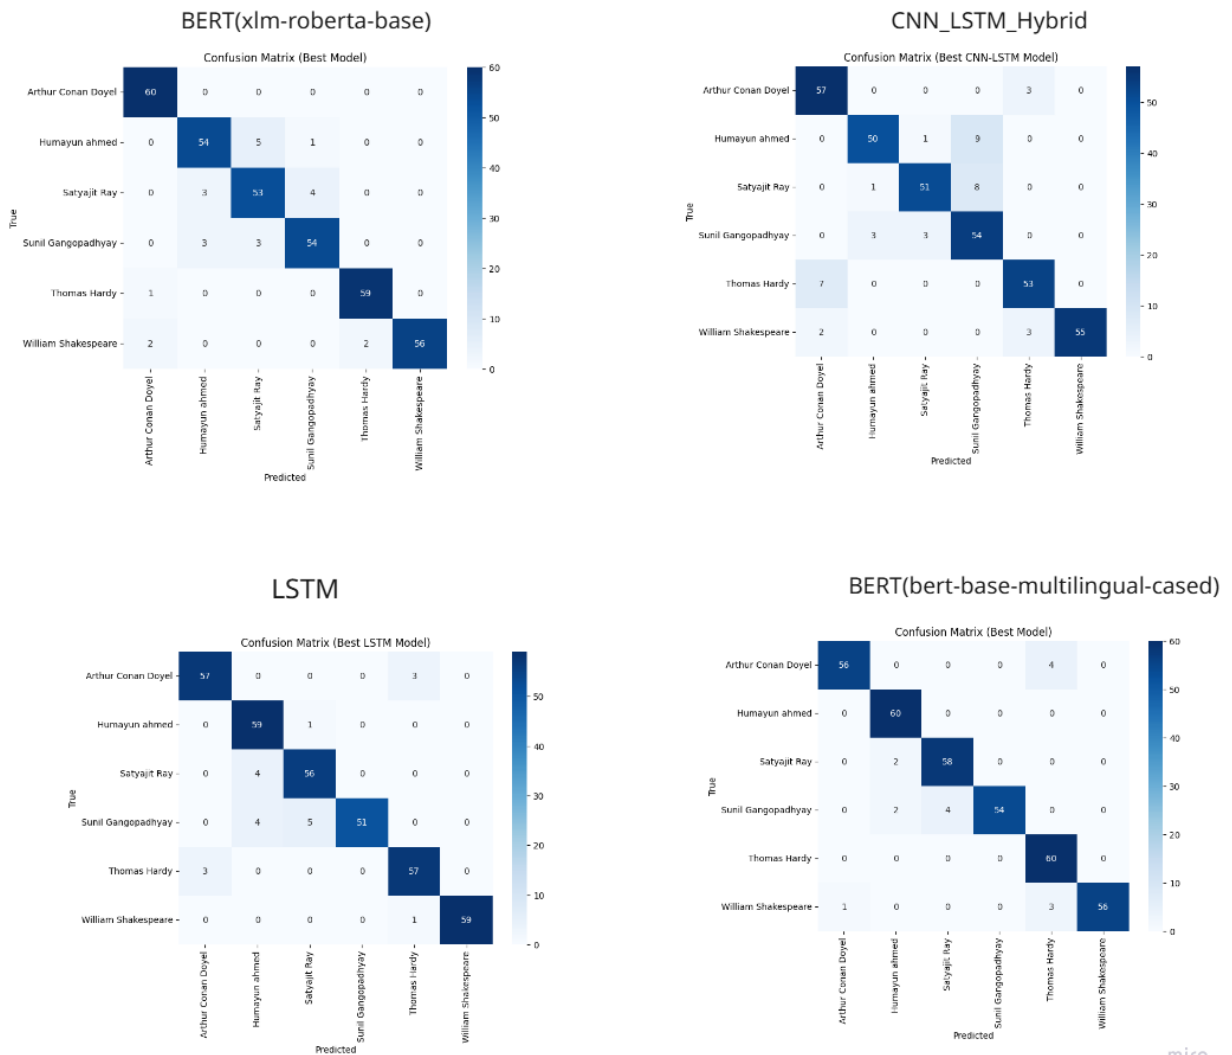 BERT(xlm-roberta-base)
Confusion Matrix (Best Model)
Arthur Conan Doyel 60 0 0 0 0 0
Humayun ahmed 0 54 5 1 0 0
Satyajit Ray 0 3 53 4 0 0
Sunil Gangopadhyay 0 3 3 54 0 0
Thomas Hardy 1 0 0 0 59 0
William Shakespeare 2 0 0 0 2 56
True
60
50
40
30
20
10
0
Arthur Conan Doyel
Humayun ahmed
Satyajit Ray
Sunil Gangopadhyay
Thomas Hardy
William Shakespeare
Predicted
CNN_LSTM_Hybrid
Confusion Matrix (Best CNN-LSTM Model)
Arthur Conan Doyel 57 0 0 0 3 0
Humayun ahmed 0 50 1 9 0 0
Satyajit Ray 0 1 51 8 0 0
Sunil Gangopadhyay 0 3 3 54 0 0
Thomas Hardy 7 0 0 0 53 0
William Shakespeare 2 0 0 0 3 55
True
50
40
30
20
10
0
Arthur Conan Doyel
Humayun ahmed
Satyajit Ray
Sunil Gangopadhyay
Thomas Hardy
William Shakespeare
Predicted
LSTM
Confusion Matrix (Best LSTM Model)
Arthur Conan Doyel 57 0 0 0 3 0
Humayun ahmed 0 59 1 0 0 0
Satyajit Ray 0 4 56 0 0 0
Sunil Gangopadhyay 0 4 5 51 0 0
Thomas Hardy 3 0 0 0 57 0
William Shakespeare 0 0 0 0 1 59
True
50
40
30
20
10
0
Arthur Conan Doyel
Humayun ahmed
Satyajit Ray
Sunil Gangopadhyay
Thomas Hardy
William Shakespeare
Predicted
BERT(bert-base-multilingual-cased)
Confusion Matrix (Best Model)
Arthur Conan Doyel 56 0 0 0 4 0
Humayun ahmed 0 60 0 0 0 0
Satyajit Ray 0 2 58 0 0 0
Sunil Gangopadhyay 0 2 4 54 0 0
Thomas Hardy 0 0 0 0 60 0
William Shakespeare 1 0 0 0 3 56
True
60
50
40
30
20
10
0
Arthur Conan Doyel
Humayun ahmed
Satyajit Ray
Sunil Gangopadhyay
Thomas Hardy
William Shakespeare
Predicted